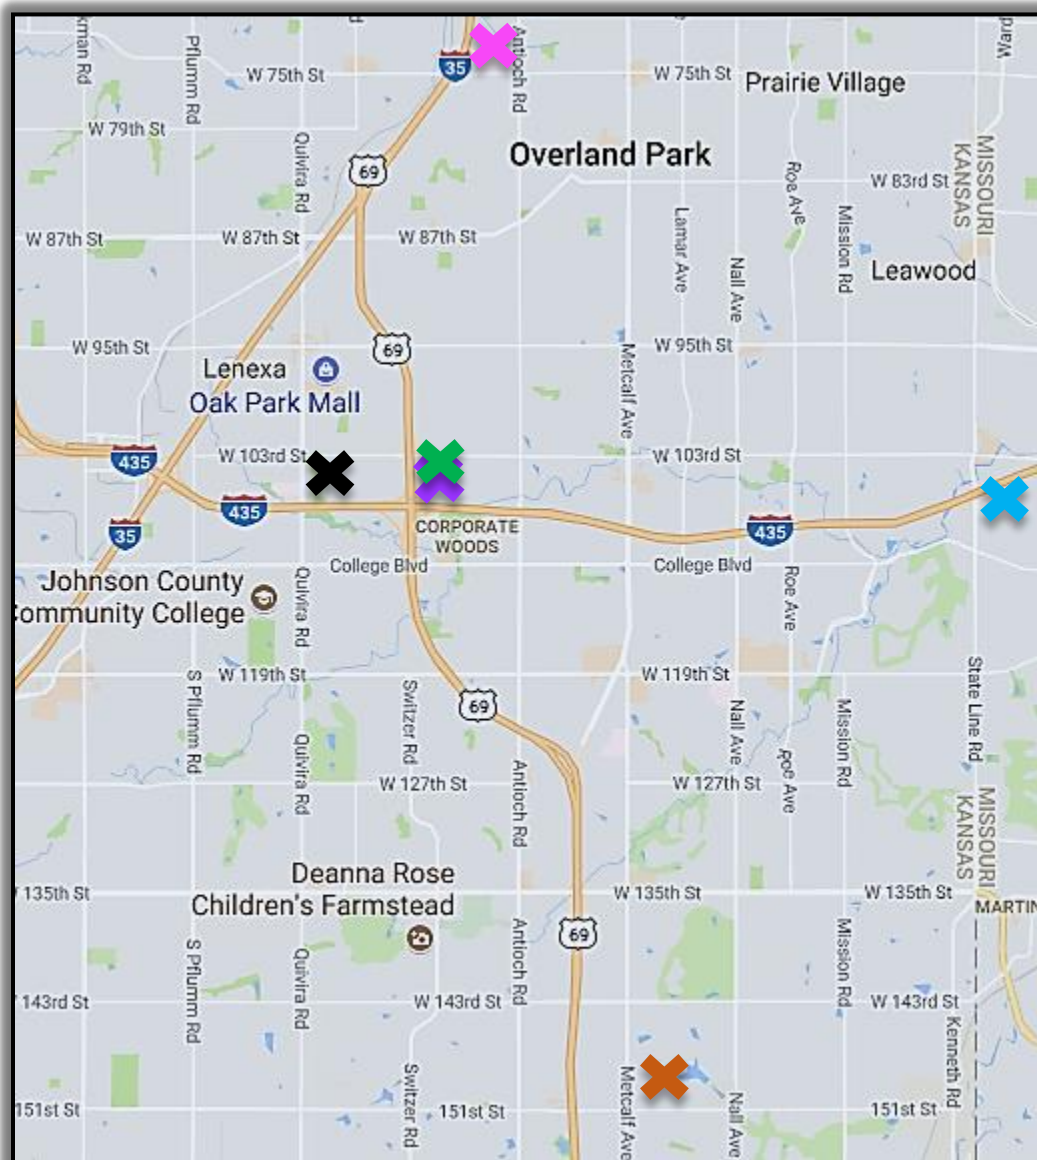 kman Rd
Pflumm Rd
W 75th St
35
Antioch Rd
W 75th St
Prairie Village
Ward
W 79th St
Quivira Rd
69
Overland Park
Roe Ave
W 83rd St
MISSOURI
KANSAS
W 87th St
W 87th St
W 87th St
Lamar Ave
Nall Ave
Mission Rd
Leawood
W 95th St
69
Metcalf Ave
W 95th St
Lenexa
Oak Park Mall
435
W 103rd St
W 103rd St
435
35
CORPORATE
WOODS
435
College Blvd
College Blvd
Johnson County
Community College
Quivira Rd
Roe Ave
S Pflumm Rd
W 119th St
Switzer Rd
69
W 119th St
Nall Ave
Mission Rd
State Line Rd
Quivira Rd
W 127th St
Antioch Rd
W 127th St
Roe Ave
MISSOURI
KANSAS
Deanna Rose
Children's Farmstead
135th St
W 135th St
W 135th St
MARTIN
S Pflumm Rd
Quivira Rd
Antioch Rd
69
Mission Rd
143rd St
W 143rd St
W 143rd St
Kenneth Rd
Switzer Rd
Metcalf Ave
Nall Ave
151st St
151st St
151st St